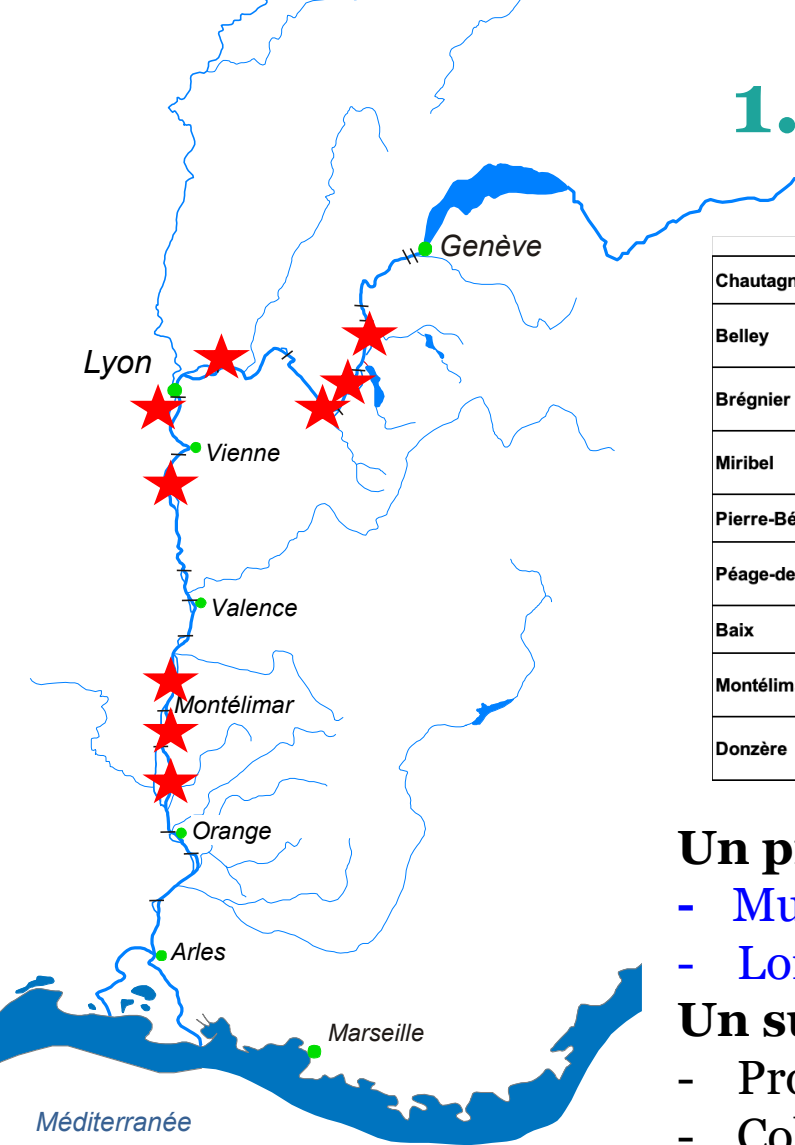 1.
Genève
Lyon
Vienne
Valence
Montélimar
Orange
Arles
Marseille
Méditerranée
Chautagn
Belley
Brégnier
Miribel
Pierre-Bé
Péage-de
Baix
Montélim
Donzère
Un p
- Mu
- Lo
Un su
- Pro
- Co